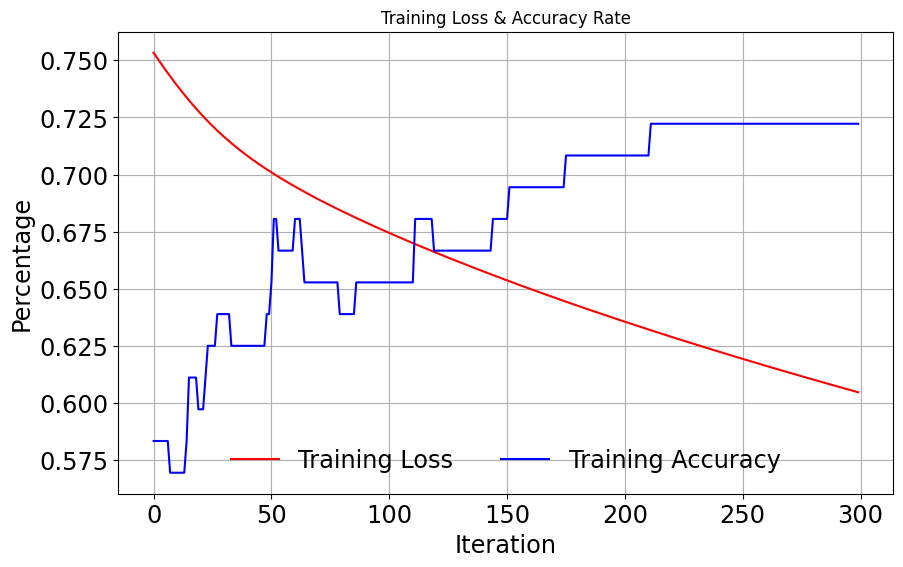 Training Loss & Accuracy Rate
0.750
0.725
0.700
0.675
0.650
0.625
0.600
0.575
Percentage
Training Loss Training Accuracy
0 50 100 150 200 250 300
Iteration